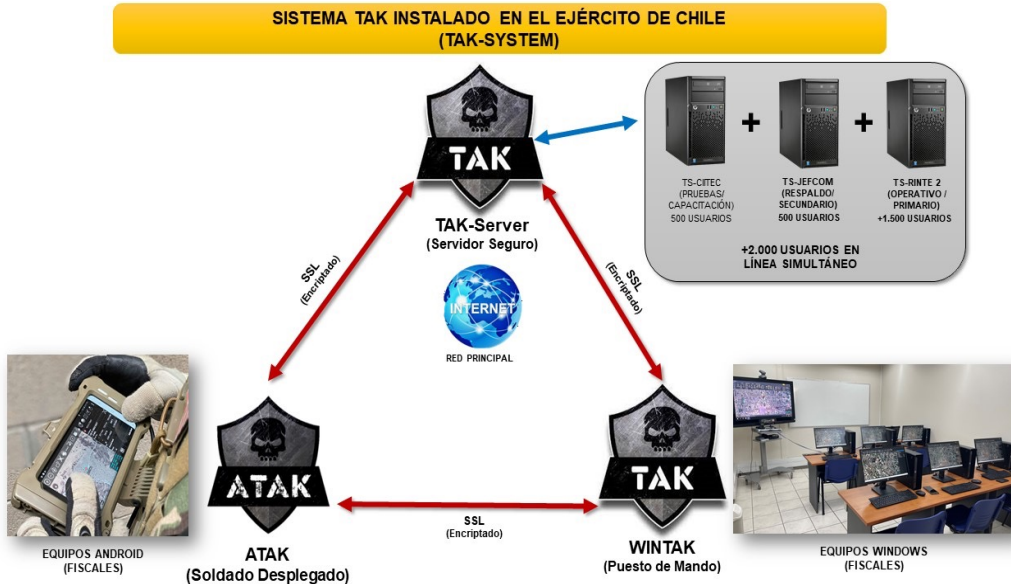 SISTEMA TAK INSTALADO EN EL EJÉRCITO DE CHILE
(TAK-SYSTEM)
TAK
TAK-Server
(Servidor Seguro)
TS-CIITEC
(PRUEBAS/
CAPACITACIÓN)
500 USUARIOS
+
TS-JEFCOM
(RESPALDO/
SECUNDARIO)
500 USUARIOS
+
TS-RINTE 2
(OPERATIVO /
PRIMARIO)
+1.500 USUARIOS
+2.000 USUARIOS EN
LÍNEA SIMULTÁNEO
SSL
(Encriptado)
SSL
(Encriptado)
INTERNET
RED PRINCIPAL
ATAK
ATAK
(Soldado Desplegado)
SSL
(Encriptado)
TAK
WINTAK
(Puesto de Mando)
EQUIPOS ANDROID
(FISCALES)
EQUIPOS WINDOWS
(FISCALES)